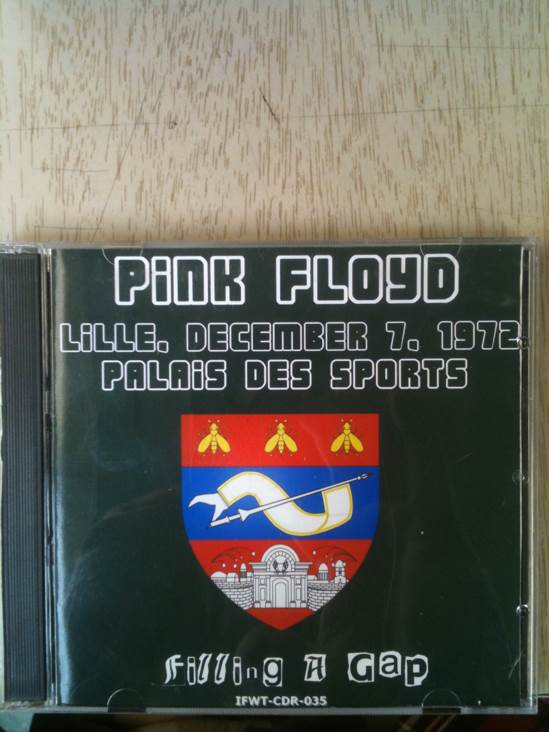 PiNK FLOYD
LiLLE, DECEMBER 7, 1972
PALAiS DES SPORTS
Filling A Gap
IFWT-CDR-035